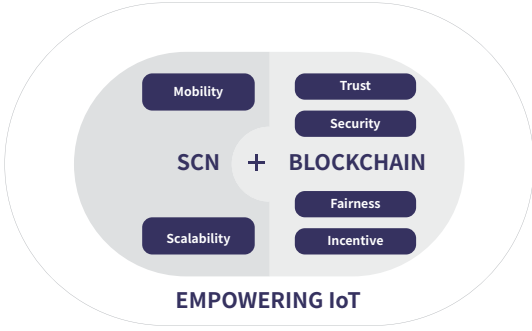 Mobility
SCN
Scalability
+
Trust
Security
BLOCKCHAIN
Fairness
Incentive
EMPOWERING IoT